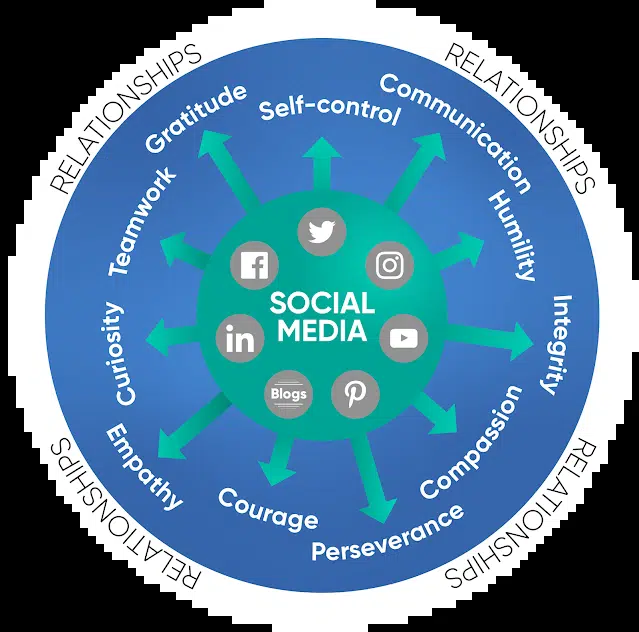 RELATIONSHIPS
RELATIONSHIPS
Gratitude
Self-control
Communication
Teamwork
Humility
Curiosity
Integrity
SOCIAL
MEDIA
in
Blogs
Empathy
Compassion
Courage
Perseverance
RELATIONSHIPS
RELATIONSHIPS